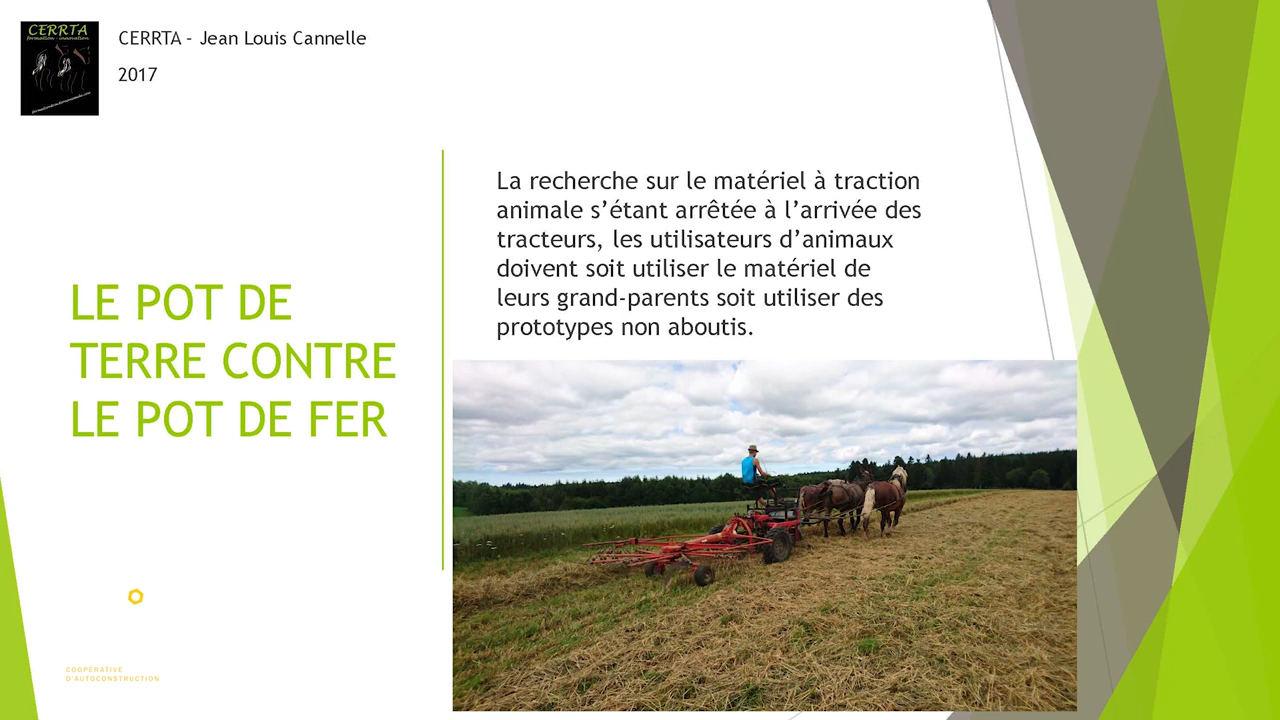 CERRTA
formation - innovation
CERRTA - Jean Louis Cannelle
2017
La recherche sur le matériel à traction
animale s’étant arrêtée à l’arrivée des
tracteurs, les utilisateurs d’animaux
doivent soit utiliser le matériel de
leurs grand-parents soit utiliser des
prototypes non aboutis.
LE POT DE
TERRE CONTRE
LE POT DE FER
COOPÉRATIVE
D’AUTOCONSTRUCTION